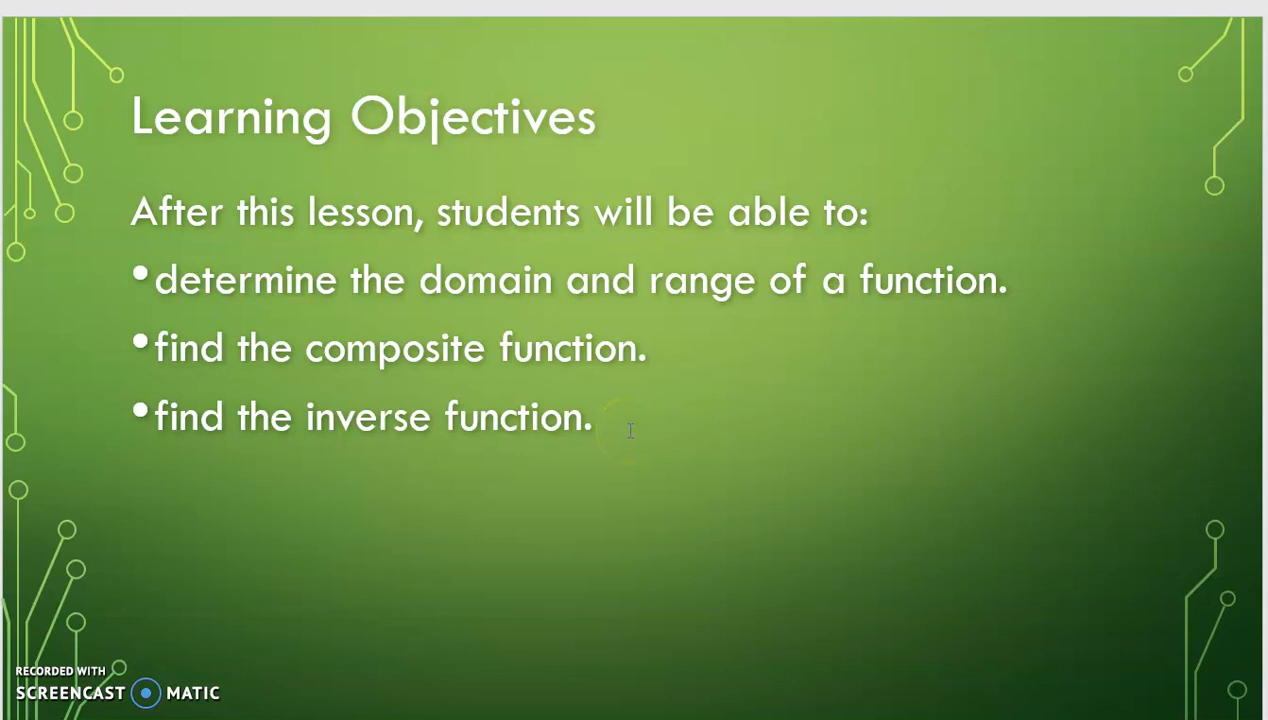 Learning Objectives
After this lesson, students will be able to:
•determine the domain and range of a function.
•find the composite function.
•find the inverse function.
RECORDED WITH
SCREENCAST MATIC